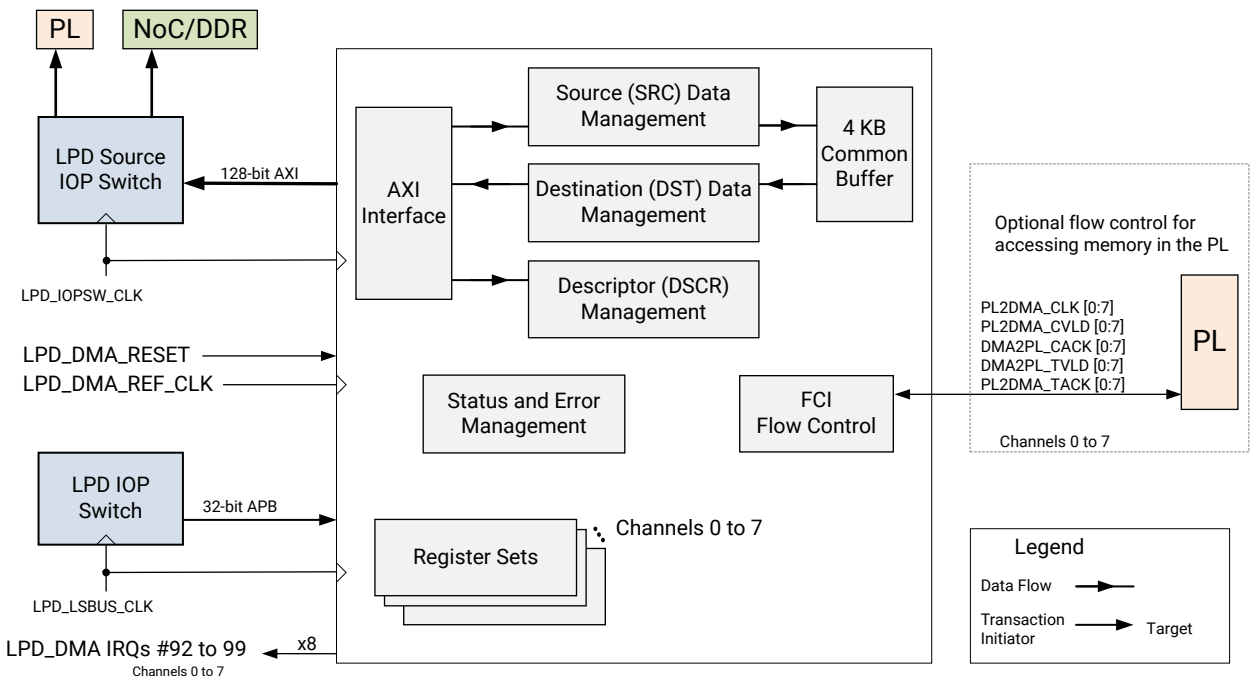 PL
NoC/DDR
LPD Source
IOP Switch
128-bit AXI
LPD_IOPSW_CLK
LPD_DMA_RESET
LPD_DMA_REF_CLK
LPD IOP
Switch
32-bit APB
LPD_LSBUS_CLK
LPD_DMA IRQs #92 to 99
x8
Channels 0 to 7
AXI
Interface
Source (SRC) Data
Management
Destination (DST) Data
Management
Descriptor (DSCR)
Management
4 KB
Common
Buffer
Status and Error
Management
FCI
Flow Control
Register Sets
Channels 0 to 7
Optional flow control for
accessing memory in the PL
PL2DMA_CLK [0:7]
PL2DMA_CVLD [0:7]
DMA2PL_CACK [0:7]
DMA2PL_TVLD [0:7]
PL2DMA_TACK [0:7]
PL
Channels 0 to 7
Legend
Data Flow
Transaction
Initiator
Target